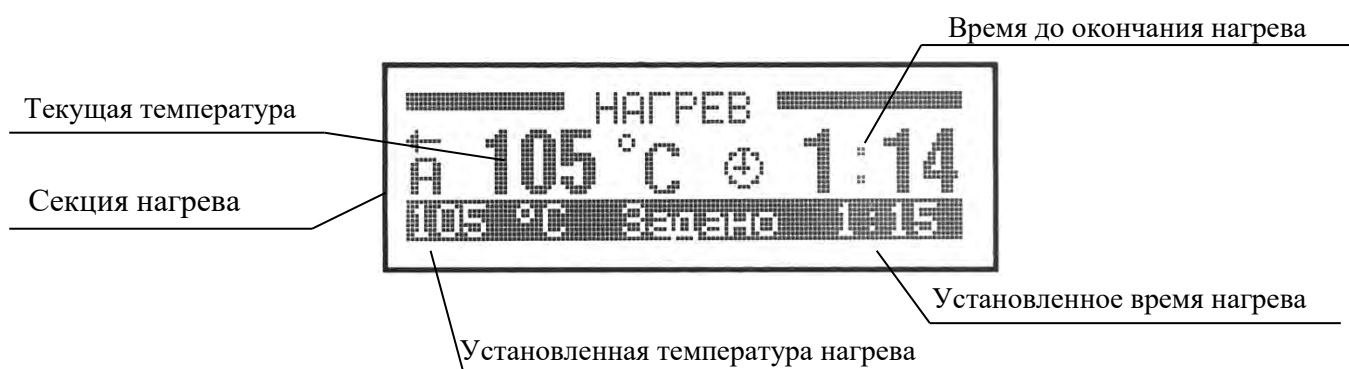 Время до окончания нагрева
Текущая температура
НАГРЕВ
А 105 °C 1:14
Секция нагрева
105 °C Задано 1:15
Установленное время нагрева
Установленная температура нагрева